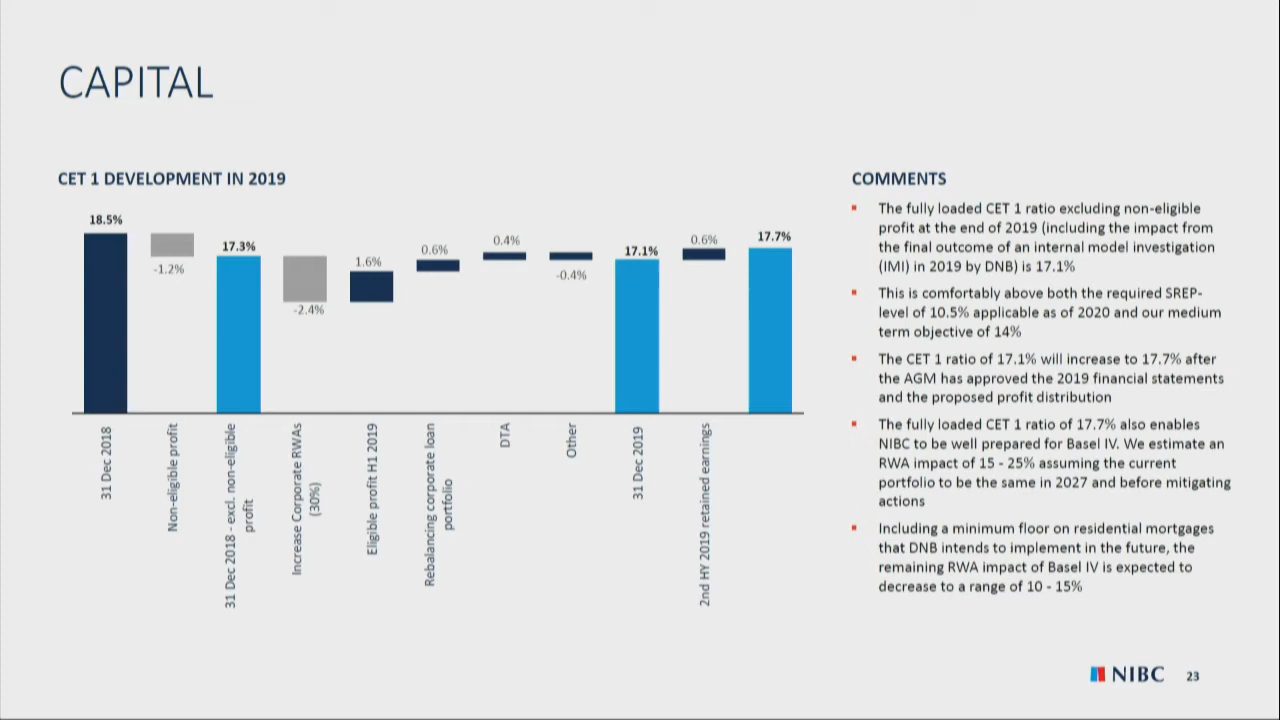 CAPITAL
CET 1 DEVELOPMENT IN 2019
18.5%
-1.2%
17.3%
-2.4%
1.6%
0.6%
0.4%
-0.4%
17.1%
0.6%
17.7%
31 Dec 2018
Non-eligible profit
31 Dec 2018 - excl. non-eligible
profit
Increase Corporate RWAs
(30%)
Eligible profit H1 2019
Rebalancing corporate loan
portfolio
DTA
Other
31 Dec 2019
2nd HY 2019 retained earnings
COMMENTS
The fully loaded CET 1 ratio excluding non-eligible
profit at the end of 2019 (including the impact from
the final outcome of an internal model investigation
(IMI) in 2019 by DNB) is 17.1%
This is comfortably above both the required SREP-
level of 10.5% applicable as of 2020 and our medium
term objective of 14%
The CET 1 ratio of 17.1% will increase to 17.7% after
the AGM has approved the 2019 financial statements
and the proposed profit distribution
The fully loaded CET 1 ratio of 17.7% also enables
NIBC to be well prepared for Basel IV. We estimate an
RWA impact of 15 - 25% assuming the current
portfolio to be the same in 2027 and before mitigating
actions
Including a minimum floor on residential mortgages
that DNB intends to implement in the future, the
remaining RWA impact of Basel IV is expected to
decrease to a range of 10 - 15%
NIBC
23